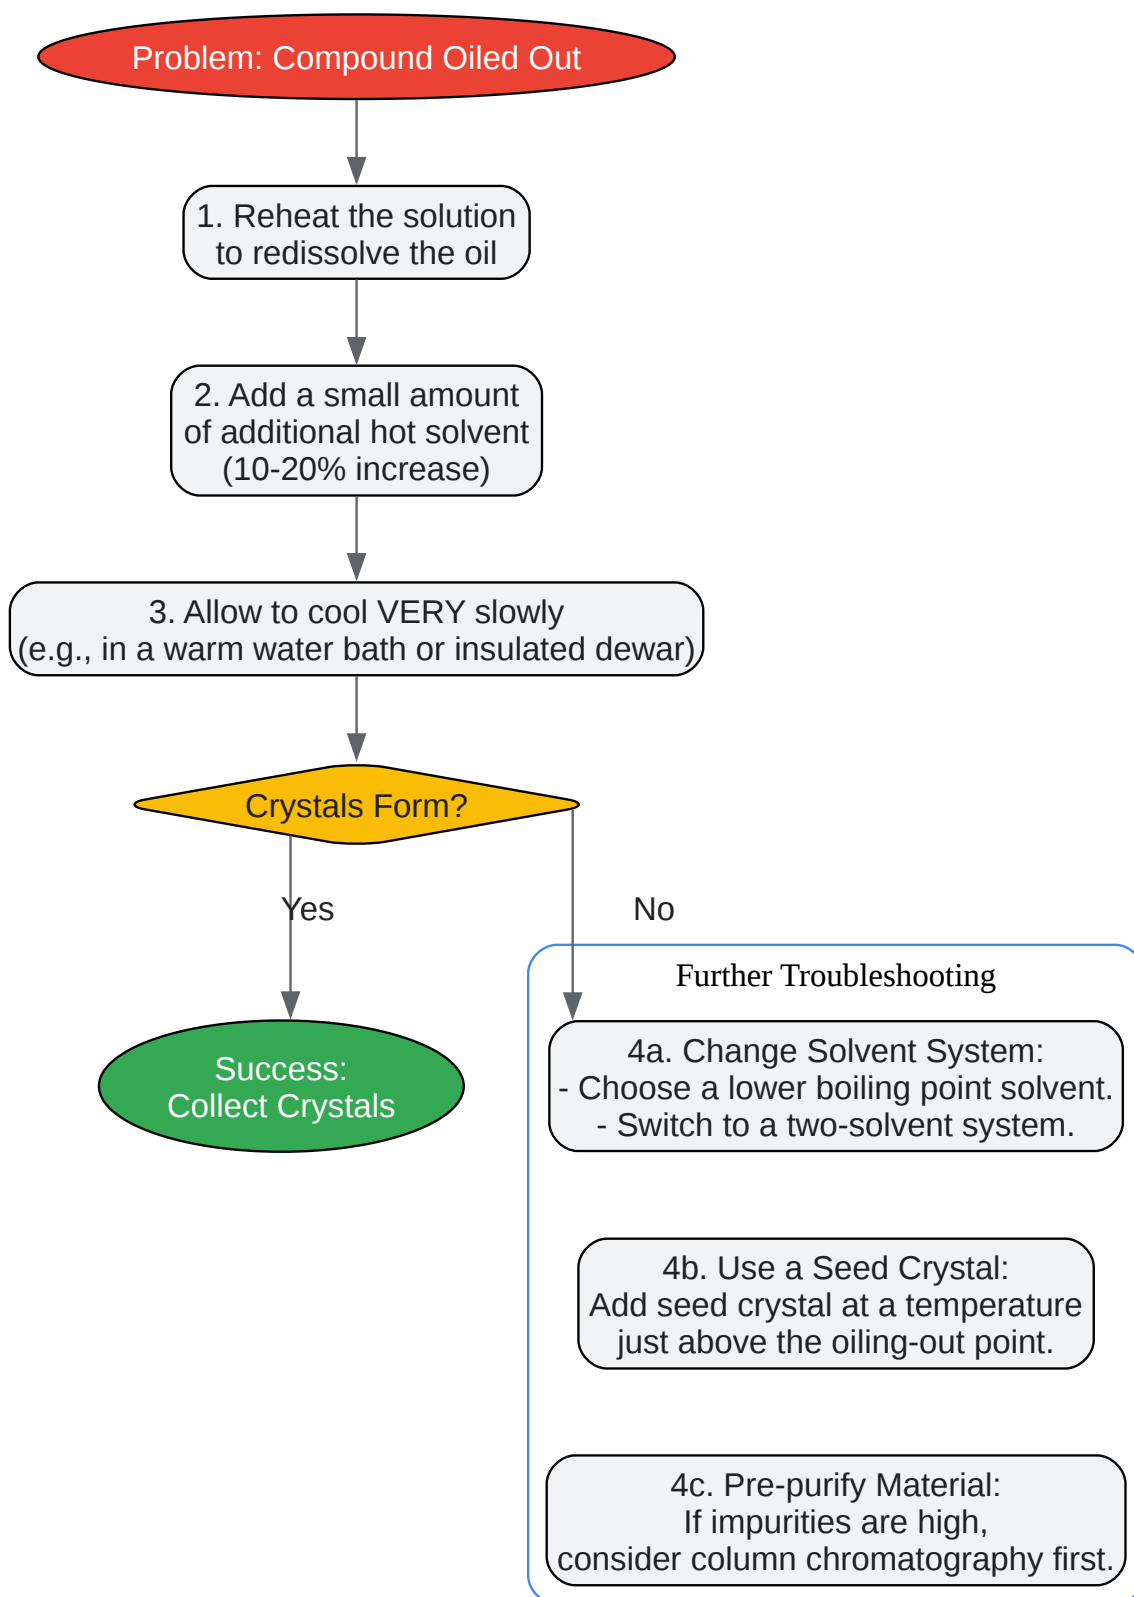 Problem: Compound Oiled Out
1. Reheat the solution
to redissolve the oil
2. Add a small amount
of additional hot solvent
(10-20% increase)
3. Allow to cool VERY slowly
(e.g., in a warm water bath or insulated dewar)
Crystals Form?
Yes
No
Further Troubleshooting
Success:
Collect Crystals
4a. Change Solvent System:
- Choose a lower boiling point solvent.
- Switch to a two-solvent system.
4b. Use a Seed Crystal:
Add seed crystal at a temperature
just above the oiling-out point.
4c. Pre-purify Material:
If impurities are high,
consider column chromatography first.